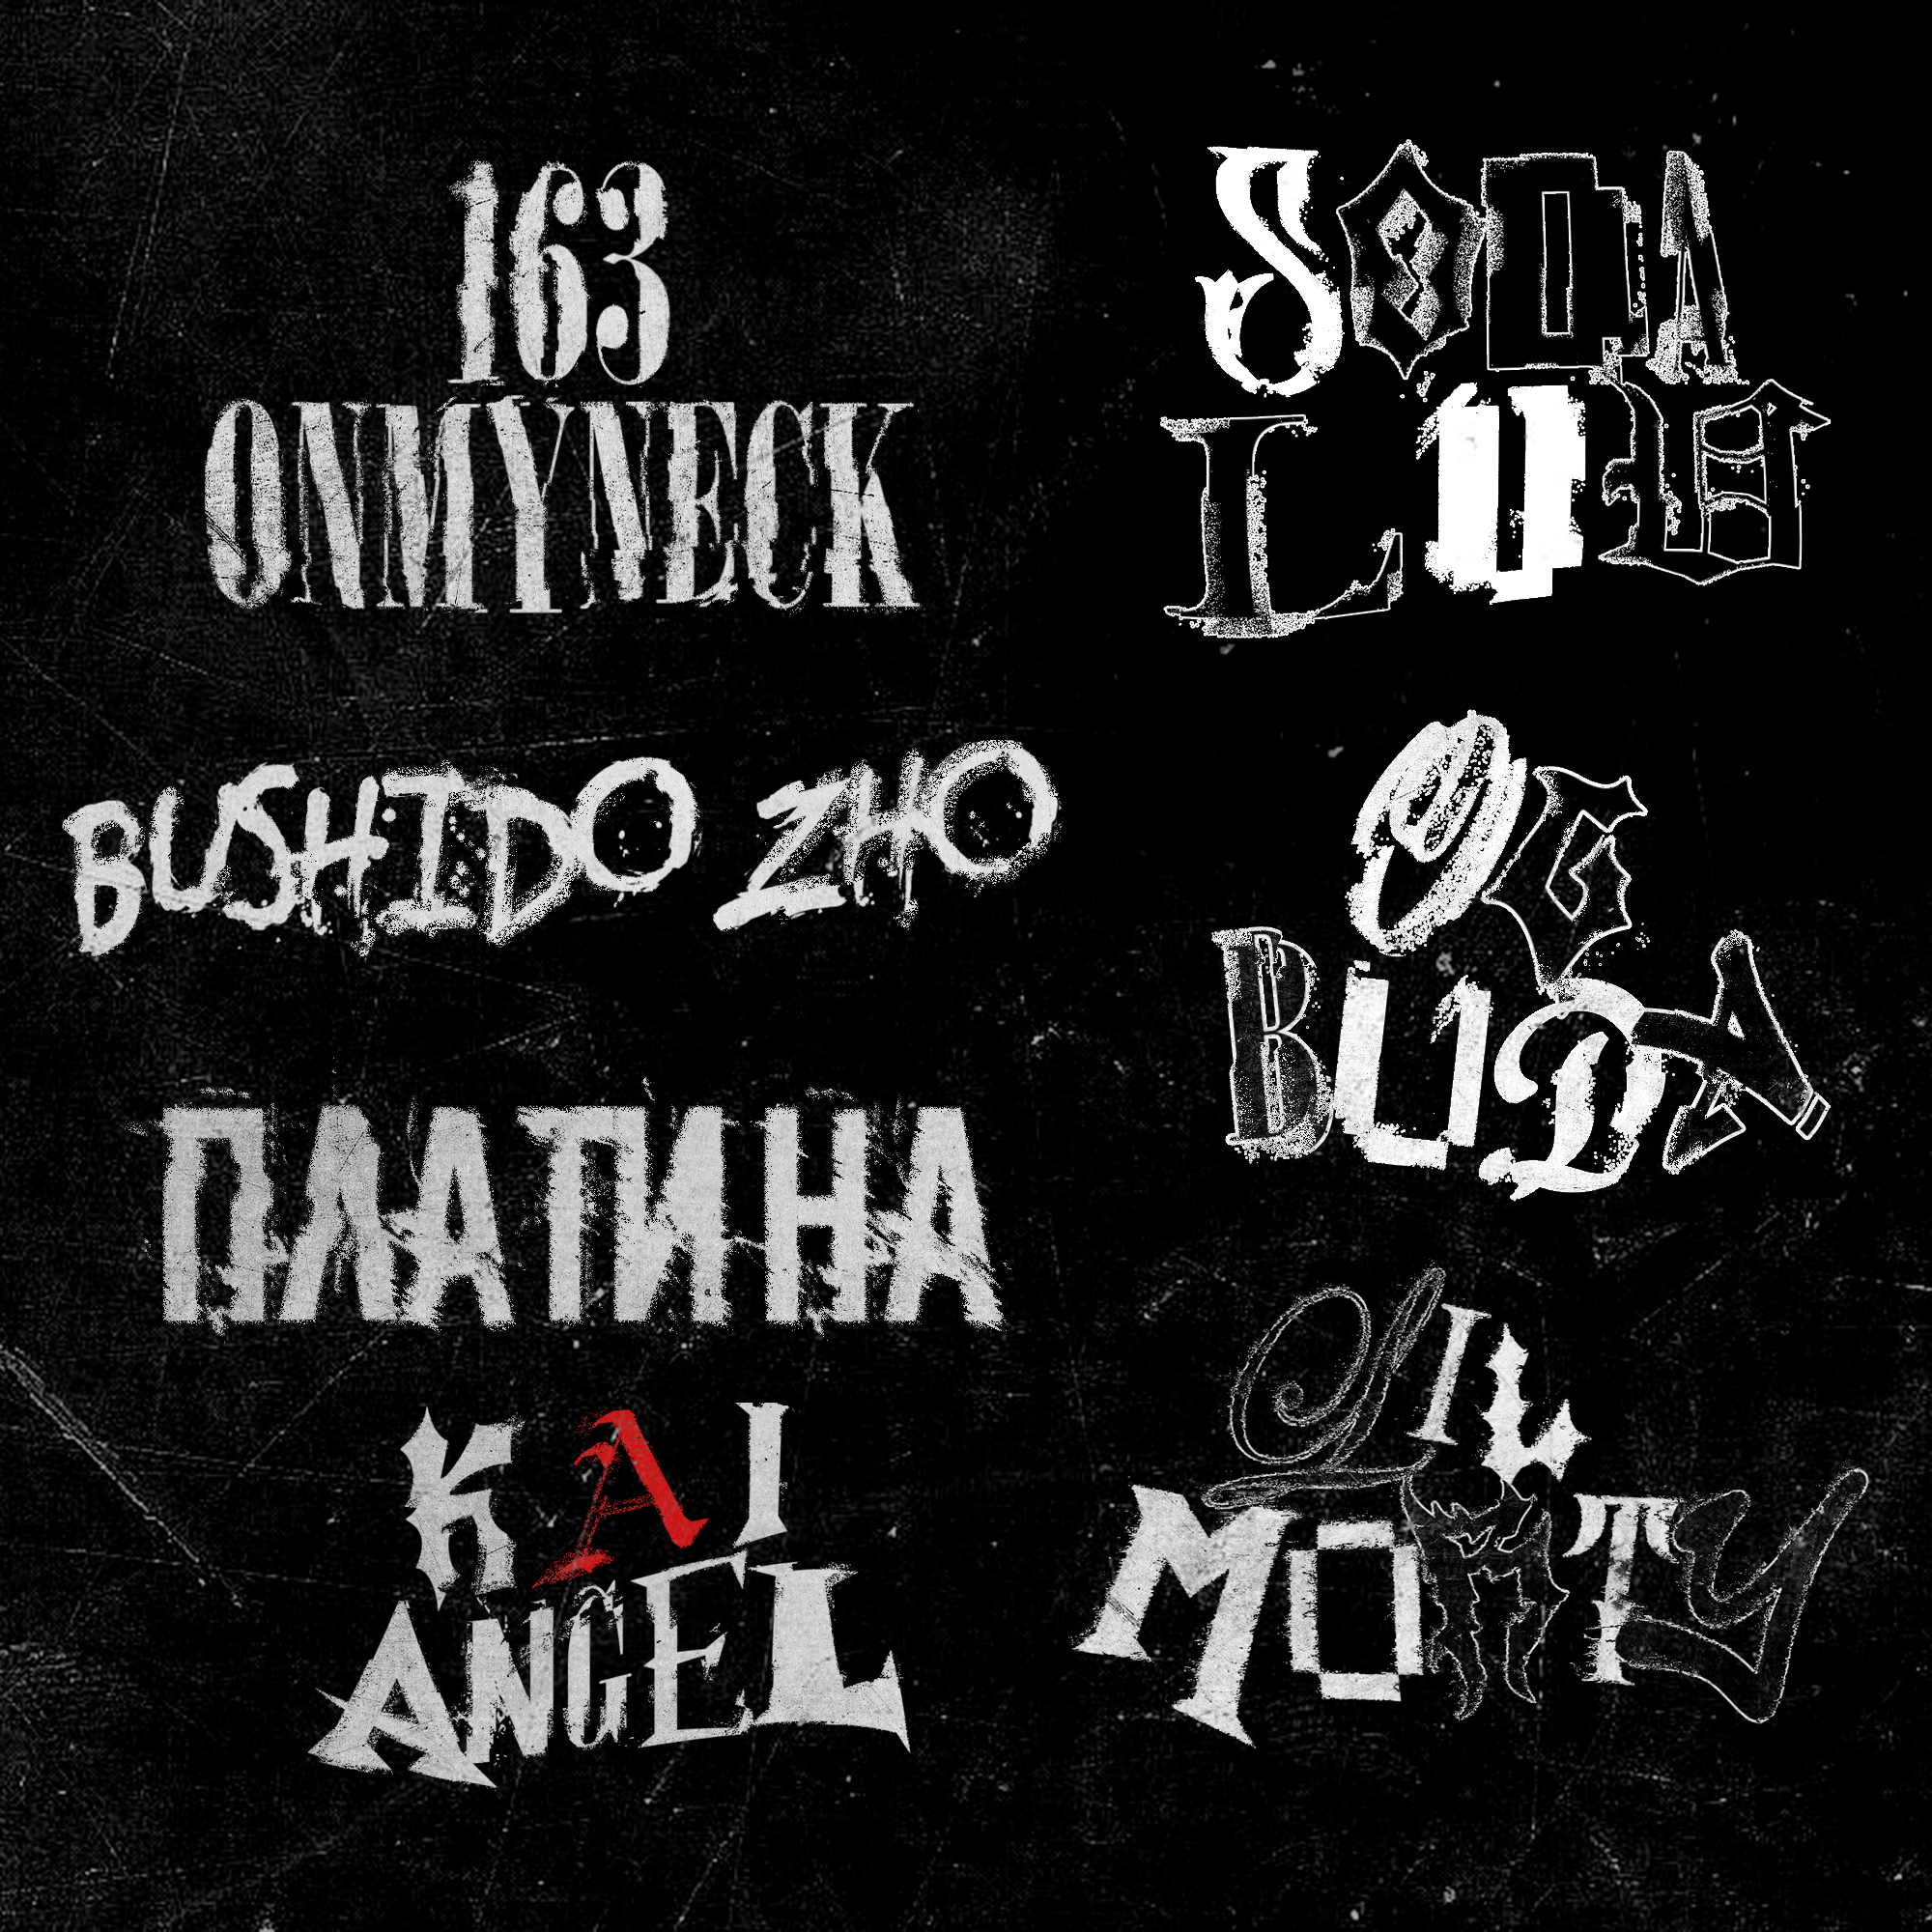 163
ONMYNECK
BUSHIDO ZHO
ПЛАТИНА
KAI
ANGEL
SODA
LUV
OG
BUDA
LIL
MORTY